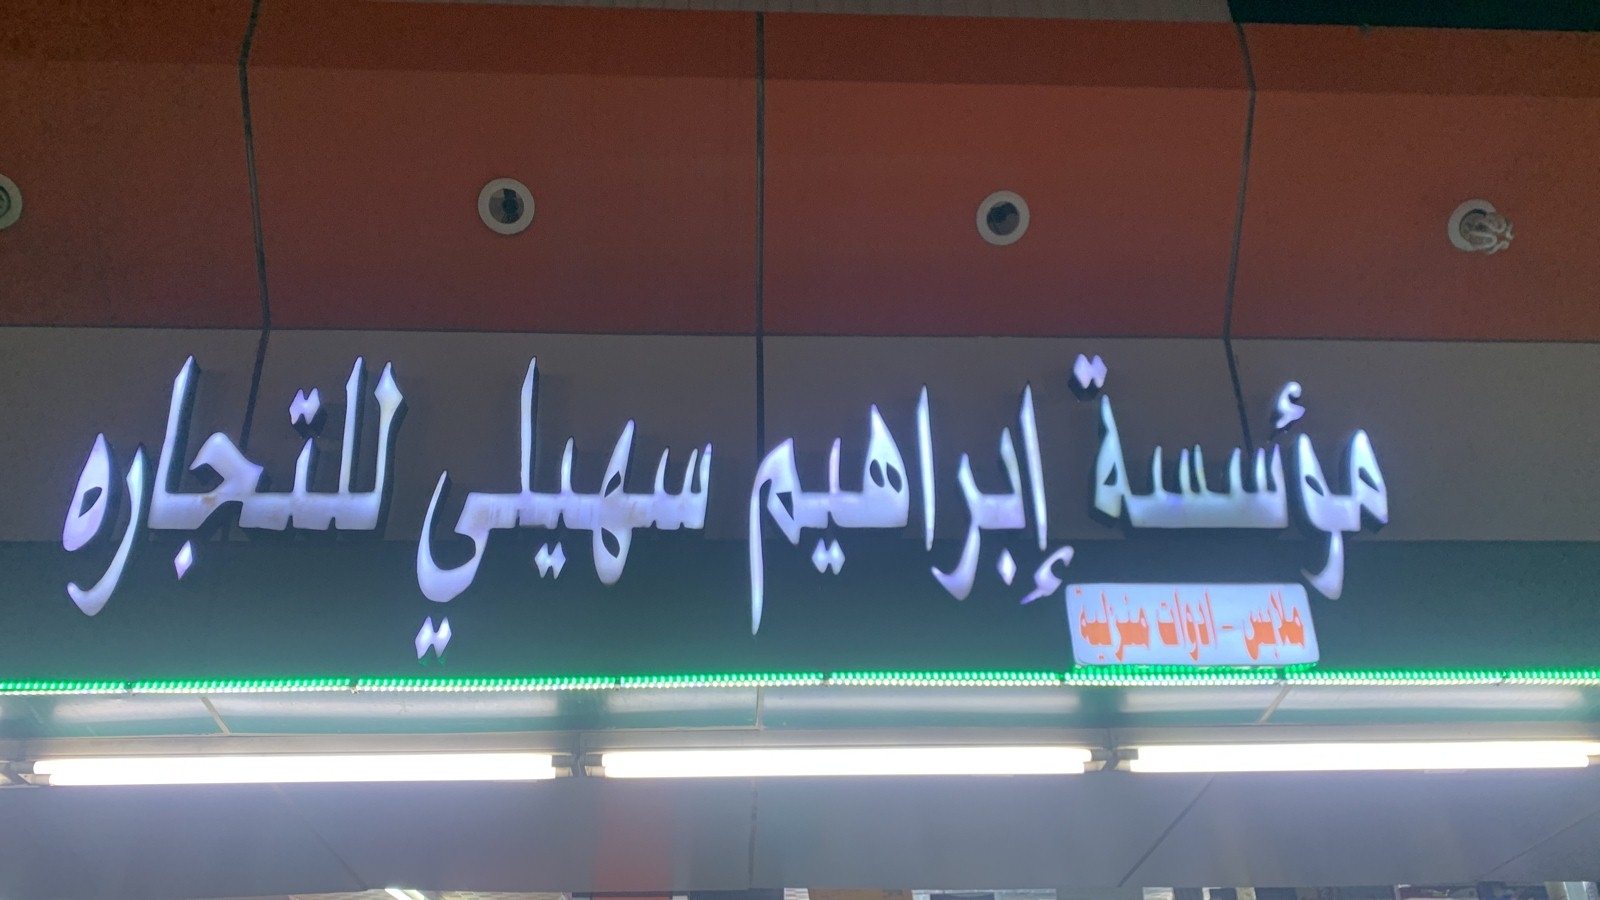 مؤسسة إبراهيم سهيلي للتجاره
ملابس - ادوات منزلية